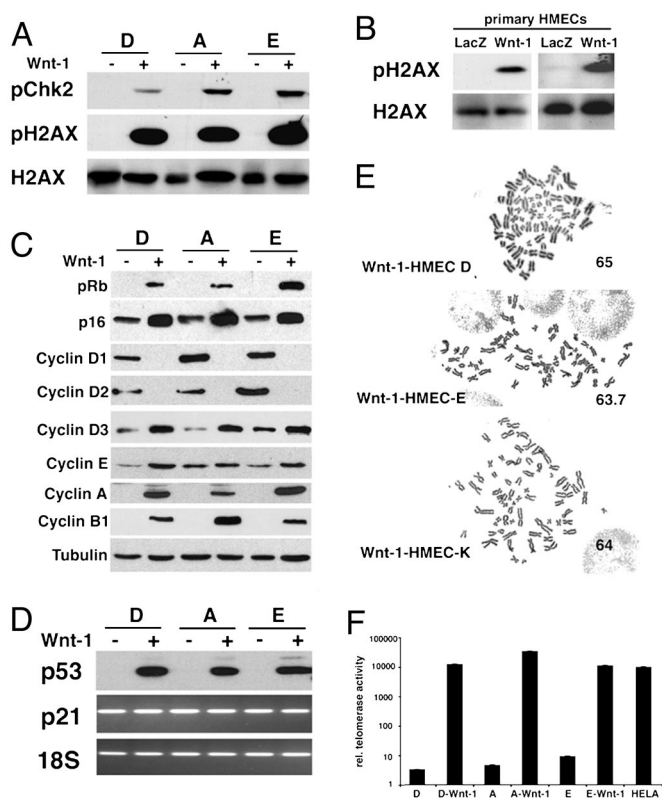 A
D A E
Wnt-1 - + - + - +
pChk2
pH2AX
H2AX
B
primary HMECs
LacZ Wnt-1 LacZ Wnt-1
pH2AX
H2AX
C
D A E
Wnt-1 - + - + - +
pRb
p16
Cyclin D1
Cyclin D2
Cyclin D3
Cyclin E
Cyclin A
Cyclin B1
Tubulin
D
D A E
Wnt-1 - + - + - +
p53
p21
18S
E
Wnt-1-HMEC D 65
Wnt-1-HMEC-E 63.7
Wnt-1-HMEC-K 64
F
rel. telomerase activity
100000
10000
1000
100
10
1
D D-Wnt-1 A A-Wnt-1 E E-Wnt-1 HELA